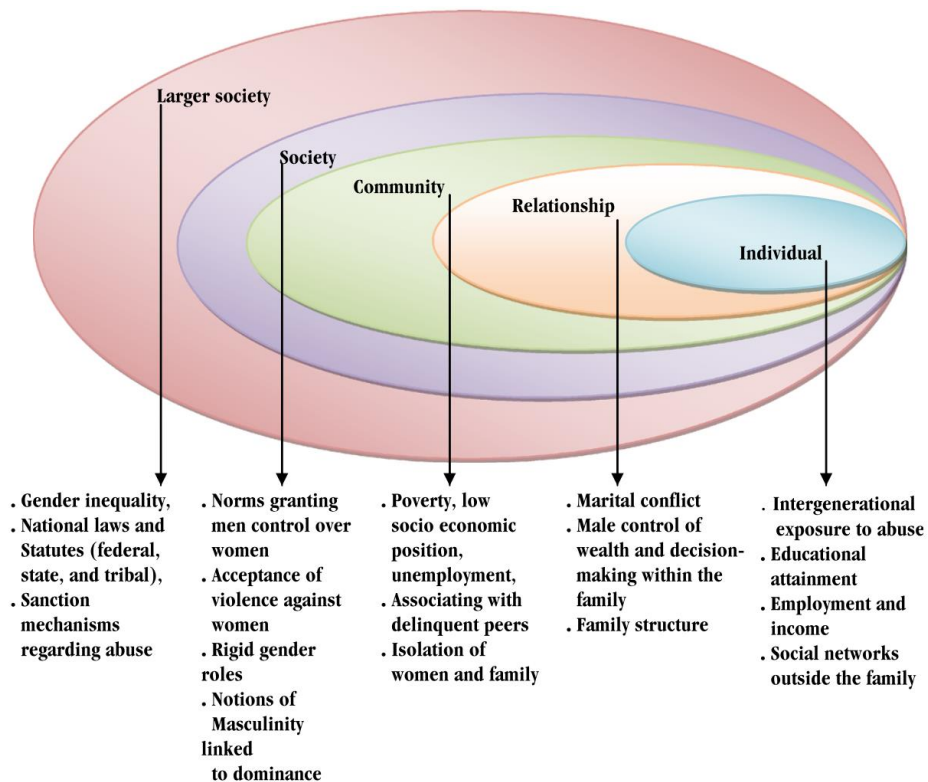 Larger society
Society
Community
Relationship
Individual
. Gender inequality,
. National laws and
Statutes (federal,
state, and tribal),
. Sanction
mechanisms
regarding abuse
. Norms granting
men control over
women
. Acceptance of
violence against
women
. Rigid gender
roles
. Notions of
Masculinity
linked
to dominance
. Poverty, low
socio economic
position,
unemployment,
. Associating with
delinquent peers
. Isolation of
women and family
. Marital conflict
. Male control of
wealth and decision-
making within the
family
. Family structure
. Intergenerational
exposure to abuse
. Educational
attainment
. Employment and
income
. Social networks
outside the family